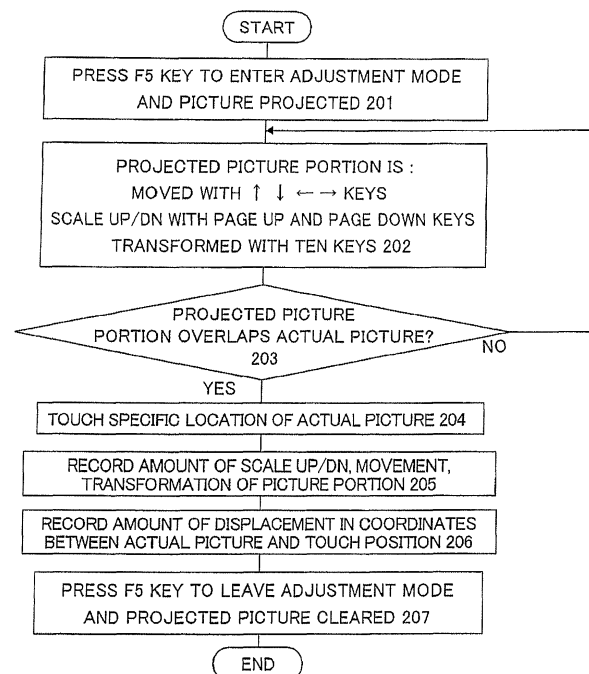 START
PRESS F5 KEY TO ENTER ADJUSTMENT MODE
AND PICTURE PROJECTED 201
PROJECTED PICTURE PORTION IS :
MOVED WITH ↑ ↓ ← → KEYS
SCALE UP/DN WITH PAGE UP AND PAGE DOWN KEYS
TRANSFORMED WITH TEN KEYS 202
PROJECTED PICTURE
PORTION OVERLAPS ACTUAL PICTURE?
203
NO
YES
TOUCH SPECIFIC LOCATION OF ACTUAL PICTURE 204
RECORD AMOUNT OF SCALE UP/DN, MOVEMENT,
TRANSFORMATION OF PICTURE PORTION 205
RECORD AMOUNT OF DISPLACEMENT IN COORDINATES
BETWEEN ACTUAL PICTURE AND TOUCH POSITION 206
PRESS F5 KEY TO LEAVE ADJUSTMENT MODE
AND PROJECTED PICTURE CLEARED 207
END